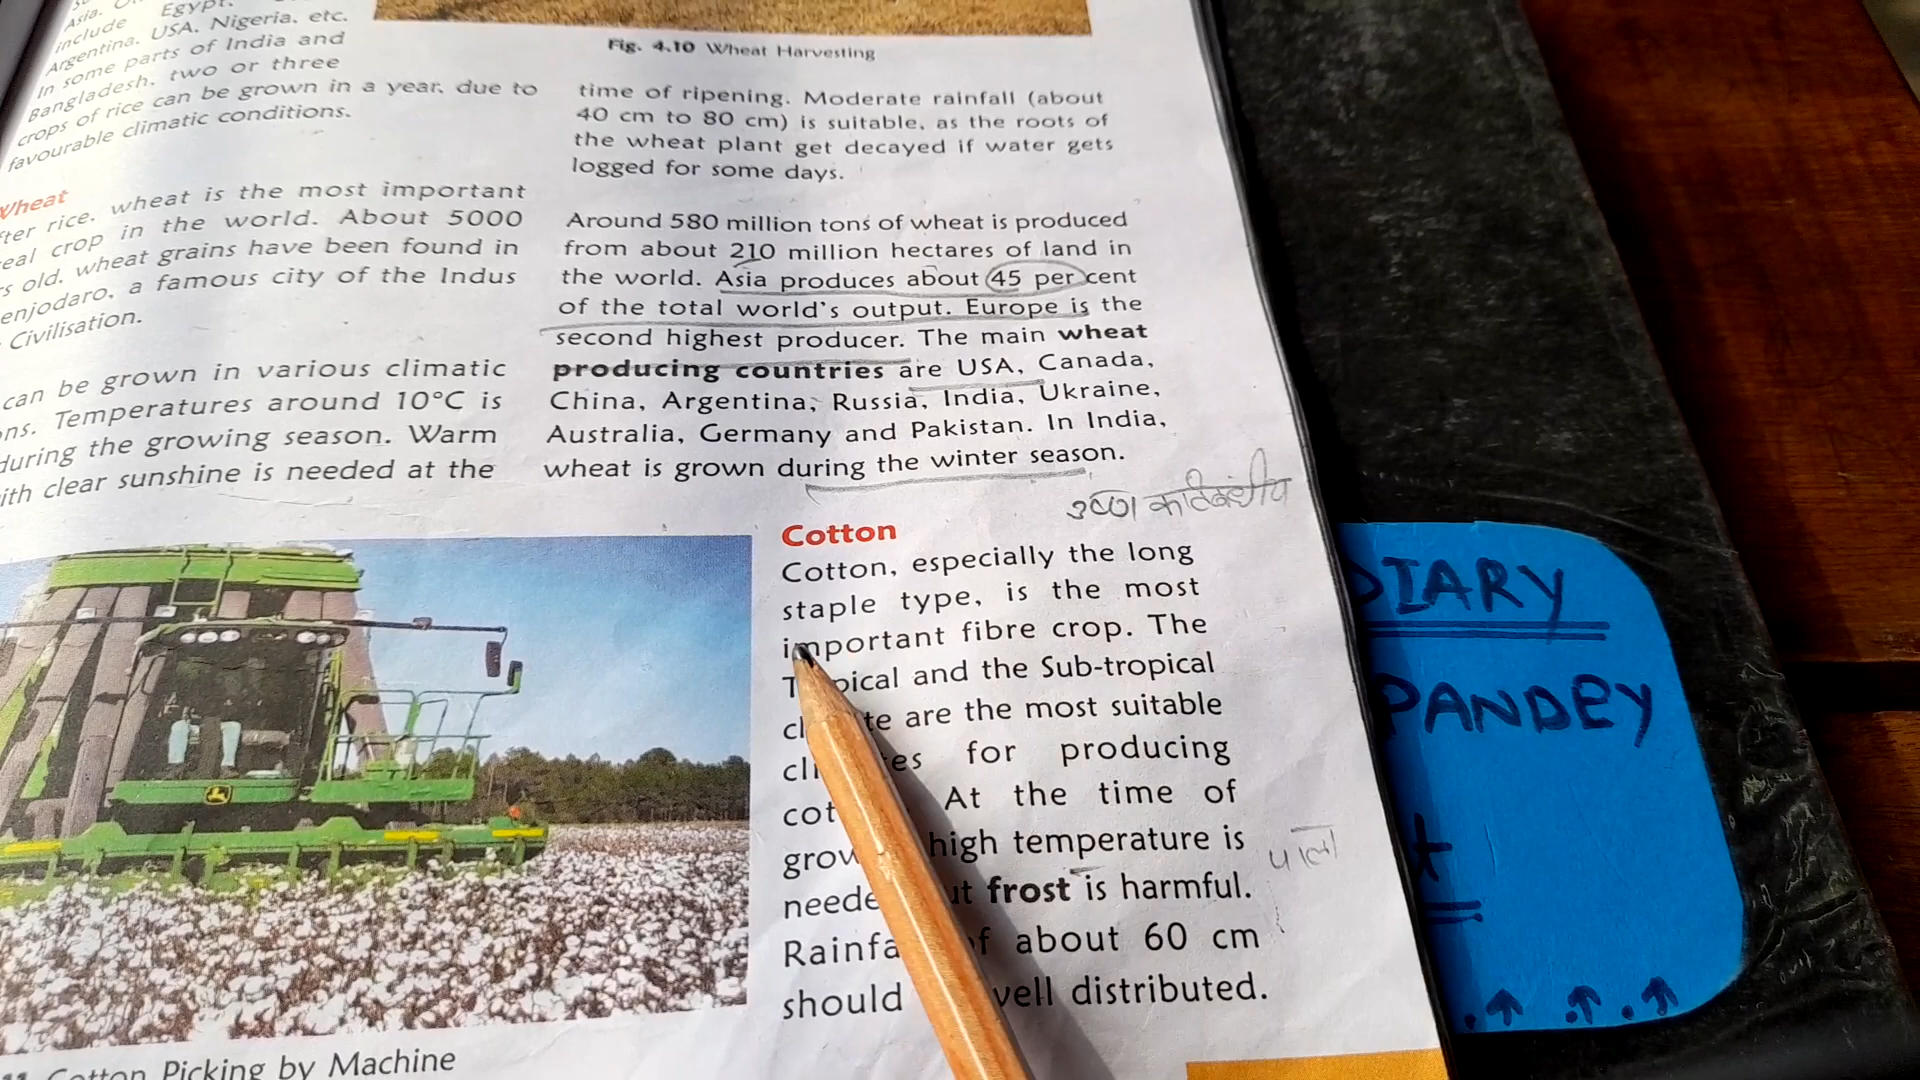 Asia.
include Egypt.
Argentina, USA, Nigeria, etc.
In some parts of India and
Bangladesh, two or three
crops of rice can be grown in a year, due to
favourable climatic conditions.
Wheat
ter rice, wheat is the most important
eal crop in the world. About 5000
s old, wheat grains have been found in
enjodaro, a famous city of the Indus
Civilisation.
can be grown in various climatic
ns. Temperatures around 10°C is
during the growing season. Warm
ith clear sunshine is needed at the
Fig. 4.10 Wheat Harvesting
time of ripening. Moderate rainfall (about
40 cm to 80 cm) is suitable, as the roots of
the wheat plant get decayed if water gets
logged for some days.
Around 580 million tons of wheat is produced
from about 210 million hectares of land in
the world. Asia produces about 45 per cent
of the total world's output. Europe is the
second highest producer. The main wheat
producing countries are USA, Canada,
China, Argentina, Russia, India, Ukraine,
Australia, Germany and Pakistan. In India,
wheat is grown during the winter season.
Cotton
Cotton, especially the long
staple type, is the most
important fibre crop. The
T pical and the Sub-tropical
cl te are the most suitable
cli es for producing
cot At the time of
grow high temperature is
neede ut frost is harmful.
Rainfa of about 60 cm
should well distributed.
पाला
Cotton Picking by Machine
DIARY
PANDEY
t